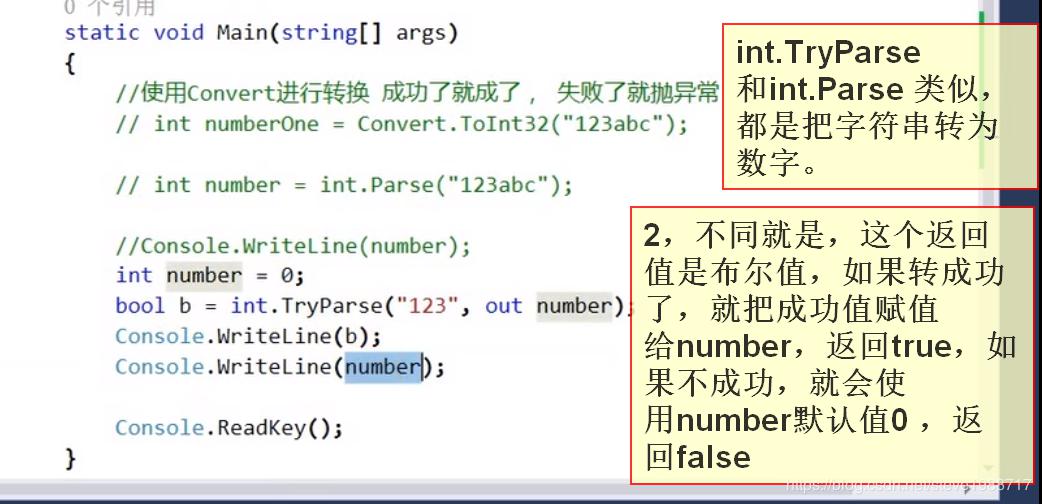 0 个引用
static void Main(string[] args)
{
//使用Convert进行转换 成功了就成了， 失败了就抛异常
// int numberOne = Convert.ToInt32("123abc");
// int number = int.Parse("123abc");
//Console.WriteLine(number);
int number = 0;
bool b = int.TryParse("123", out number);
Console.WriteLine(b);
Console.WriteLine(number);
Console.ReadKey();
}
int.TryParse
和int.Parse 类似，
都是把字符串转为
数字。
2，不同就是，这个返回
值是布尔值，如果转成功
了，就把成功值赋值
给number，返回true，如
果不成功，就会使
用number默认值0 ，返
回false